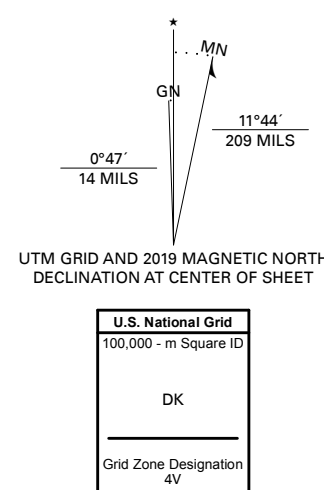 ★
MN
GN
11°44´
209 MILS
0°47´
14 MILS
UTM GRID AND 2019 MAGNETIC NORTH
DECLINATION AT CENTER OF SHEET
U.S. National Grid
100,000 - m Square ID
DK
Grid Zone Designation
4V